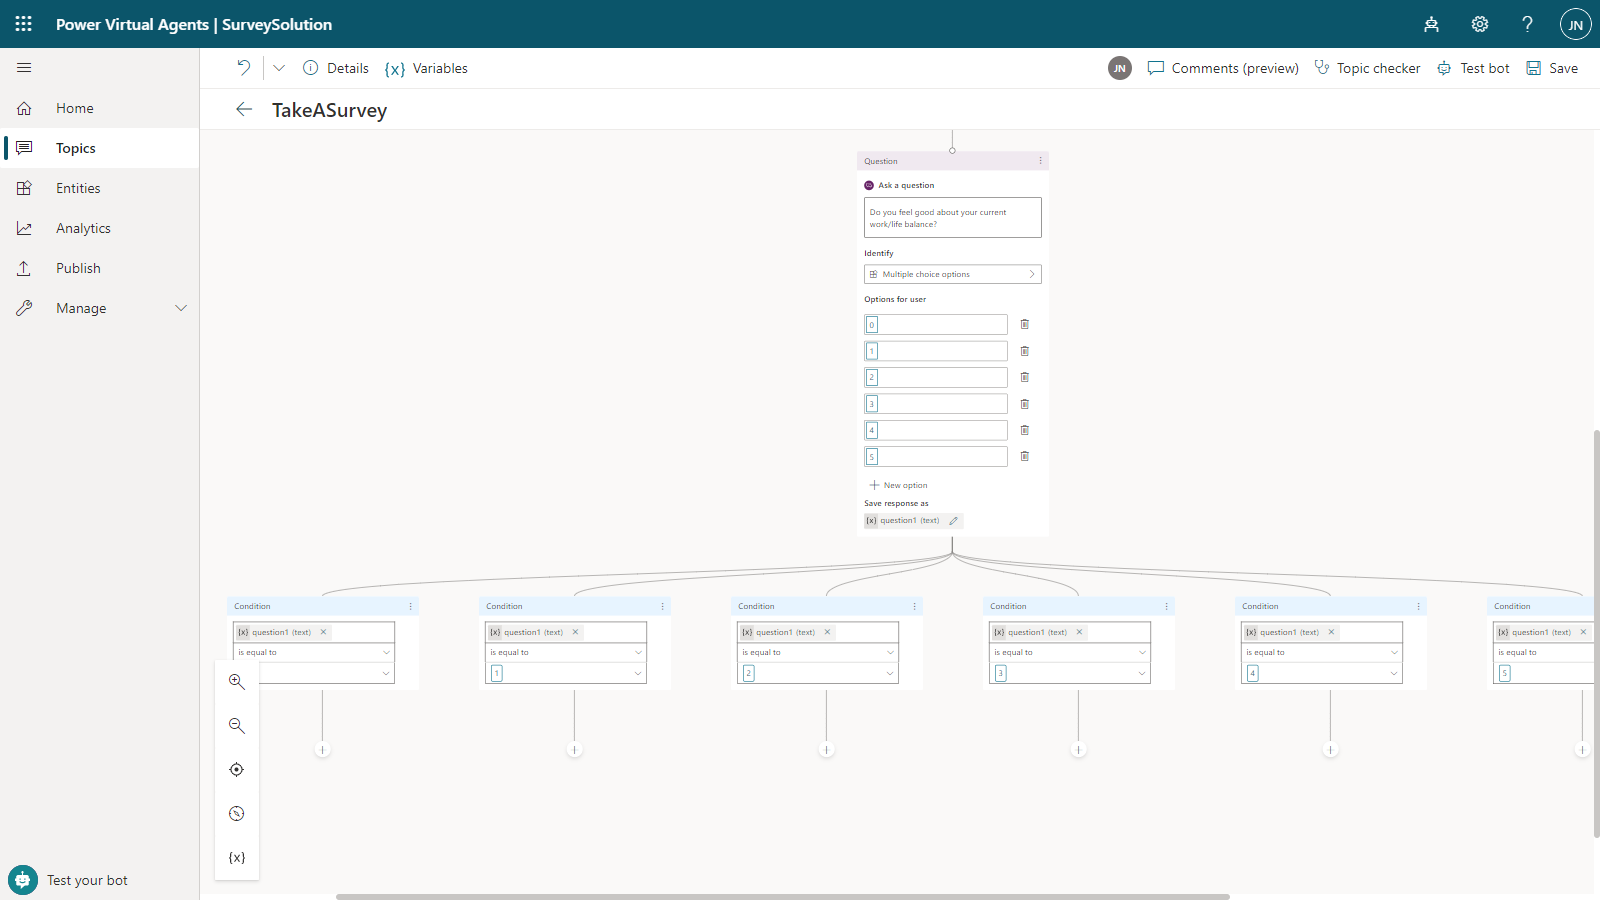 Power Virtual Agents | SurveySolution
JN
Details
{x} Variables
JN
Comments (preview)
Topic checker
Test bot
Save
Home
Topics
Entities
Analytics
Publish
Manage
TakeASurvey
Question
Ask a question
Do you feel good about your current
work/life balance?
Identify
Multiple choice options
Options for user
0
1
2
3
4
5
New option
Save response as
{x} question1 (text)
Condition
Condition
Condition
Condition
Condition
Condition
{x} question1 (text)
{x} question1 (text)
{x} question1 (text)
{x} question1 (text)
{x} question1 (text)
{x} question1 (text)
is equal to
is equal to
is equal to
is equal to
is equal to
is equal to
1
2
3
4
5
{x}
Test your bot